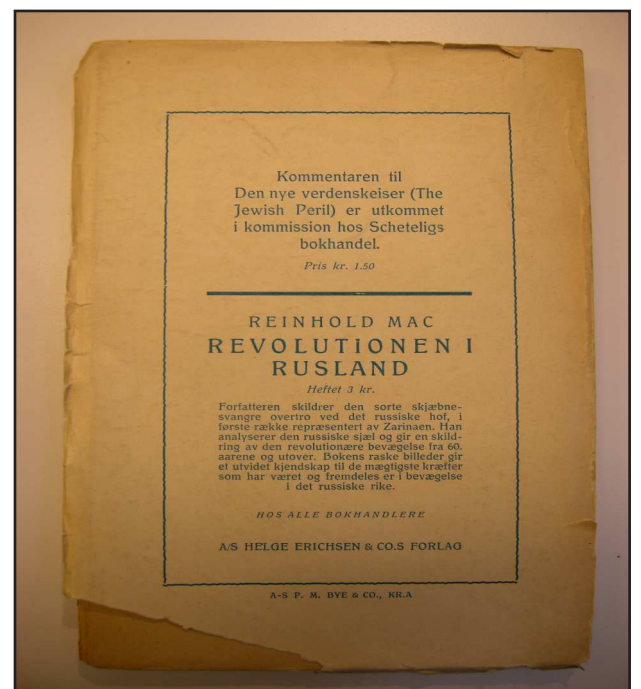 Kommentaren til
Den nye verdenskeiser (The
Jewish Peril) er utkommet
i kommission hos Scheteligs
bokhandel.
Pris kr. 1.50
REINHOLD MAC
REVOLUTIONEN I
RUSLAND
Heftet 3 kr.
Forfatteren skildrer den sorte skjæbne-
svangre overtro ved det russiske hof, i
første række repræsentert av Zarinaen. Han
analyserer den russiske sjæl og gir en skild-
ring av den revolutionære bevægelse fra 60.
aarene og utover. Bokens raske billeder gir
et utvidet kjendskap til de mægtigste kræfter
som har været og fremdeles er i bevægelse
i det russiske rike.
HOS ALLE BOKHANDLERE
A/S HELGE ERICHSEN & CO.S FORLAG
A-S P. M. BYE & CO., KR.A